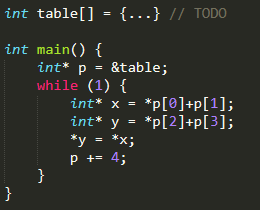 int table[] = {...} // TODO
int main() {
int* p = &table;
while (1) {
int* x = *p[0]+p[1];
int* y = *p[2]+p[3];
*y = *x;
p += 4;
}
}